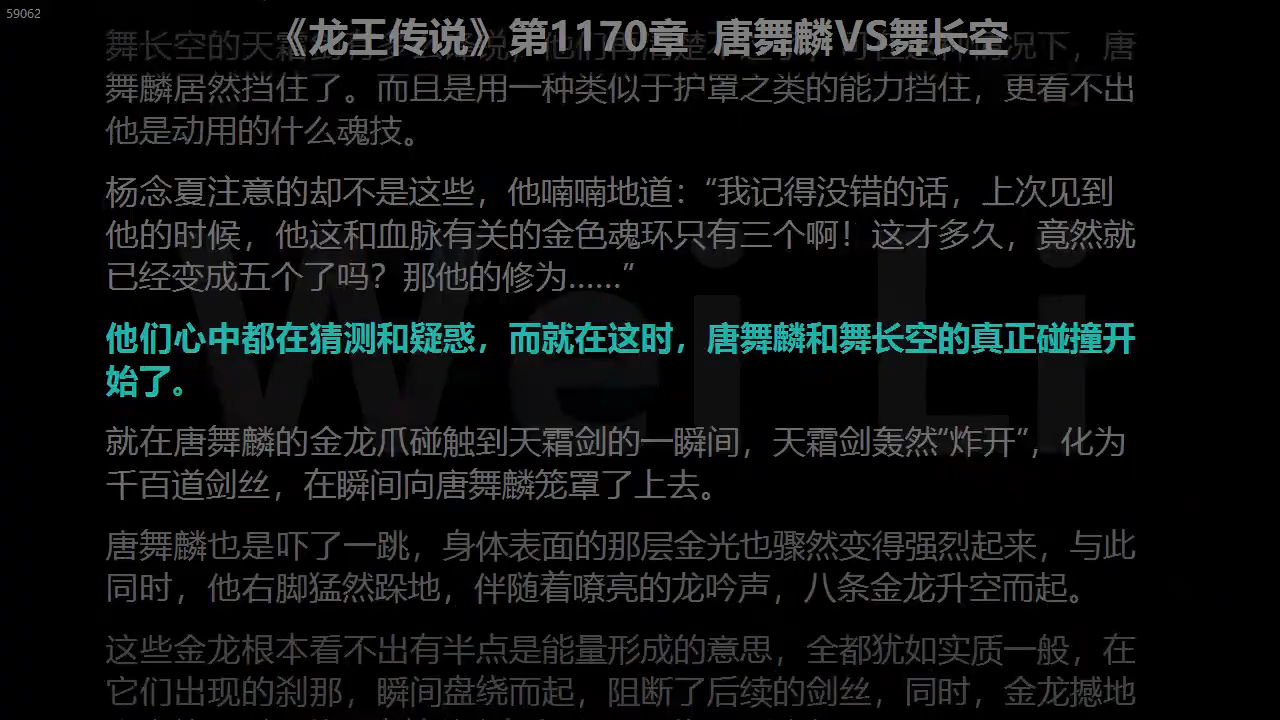 59062
《龙王传说》第1170章 唐舞麟VS舞长空
舞麟居然挡住了。而且是用一种类似于护罩之类的能力挡住，更看不出
他是动用的什么魂技。
杨念夏注意的却不是这些，他喃喃地道：“我记得没错的话，上次见到
他的时候，他这和血脉有关的金色魂环只有三个啊！这才多久，竟然就
已经变成五个了吗？那他的修为……”
他们心中都在猜测和疑惑，而就在这时，唐舞麟和舞长空的真正碰撞开
始了。
就在唐舞麟的金龙爪碰触到天霜剑的一瞬间，天霜剑轰然“炸开”，化为
千百道剑丝，在瞬间向唐舞麟笼罩了上去。
唐舞麟也是吓了一跳，身体表面的那层金光也骤然变得强烈起来，与此
同时，他右脚猛然跺地，伴随着嘹亮的龙吟声，八条金龙升空而起。
这些金龙根本看不出有半点是能量形成的意思，全都犹如实质一般，在
它们出现的刹那，瞬间盘绕而起，阻断了后续的剑丝，同时，金龙撼地
Wei Li